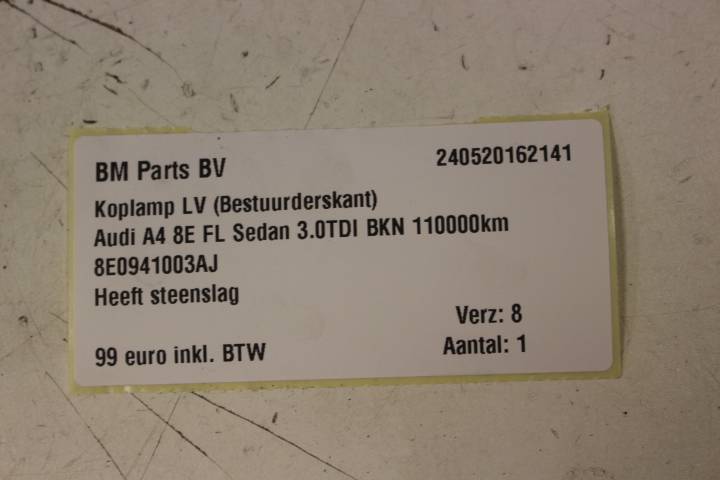 BM Parts BV 240520162141
Koplamp LV (Bestuurderskant)
Audi A4 8E FL Sedan 3.0TDI BKN 110000km
8E0941003AJ
Heeft steenslag
Verz: 8
99 euro inkl. BTW Aantal: 1